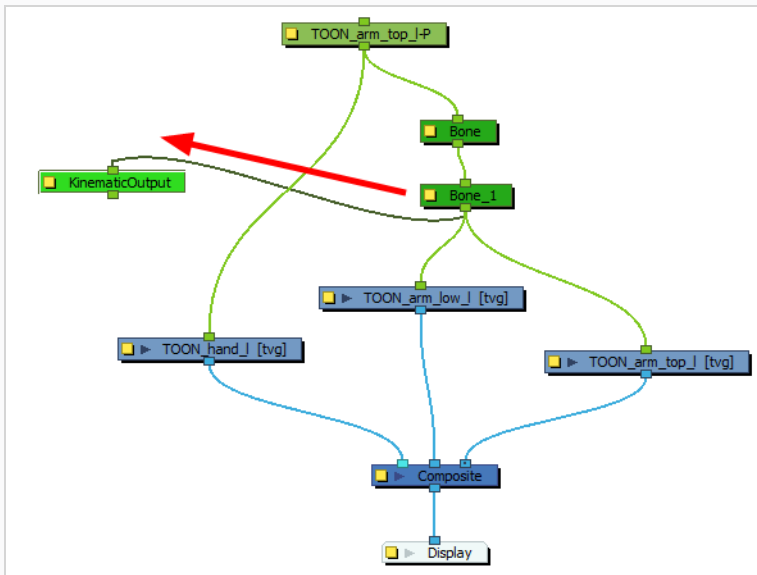 TOON_arm_top_l-P
Bone
KinematicOutput
Bone_1
TOON_arm_low_l [tvg]
TOON_hand_l [tvg]
TOON_arm_top_l [tvg]
Composite
Display